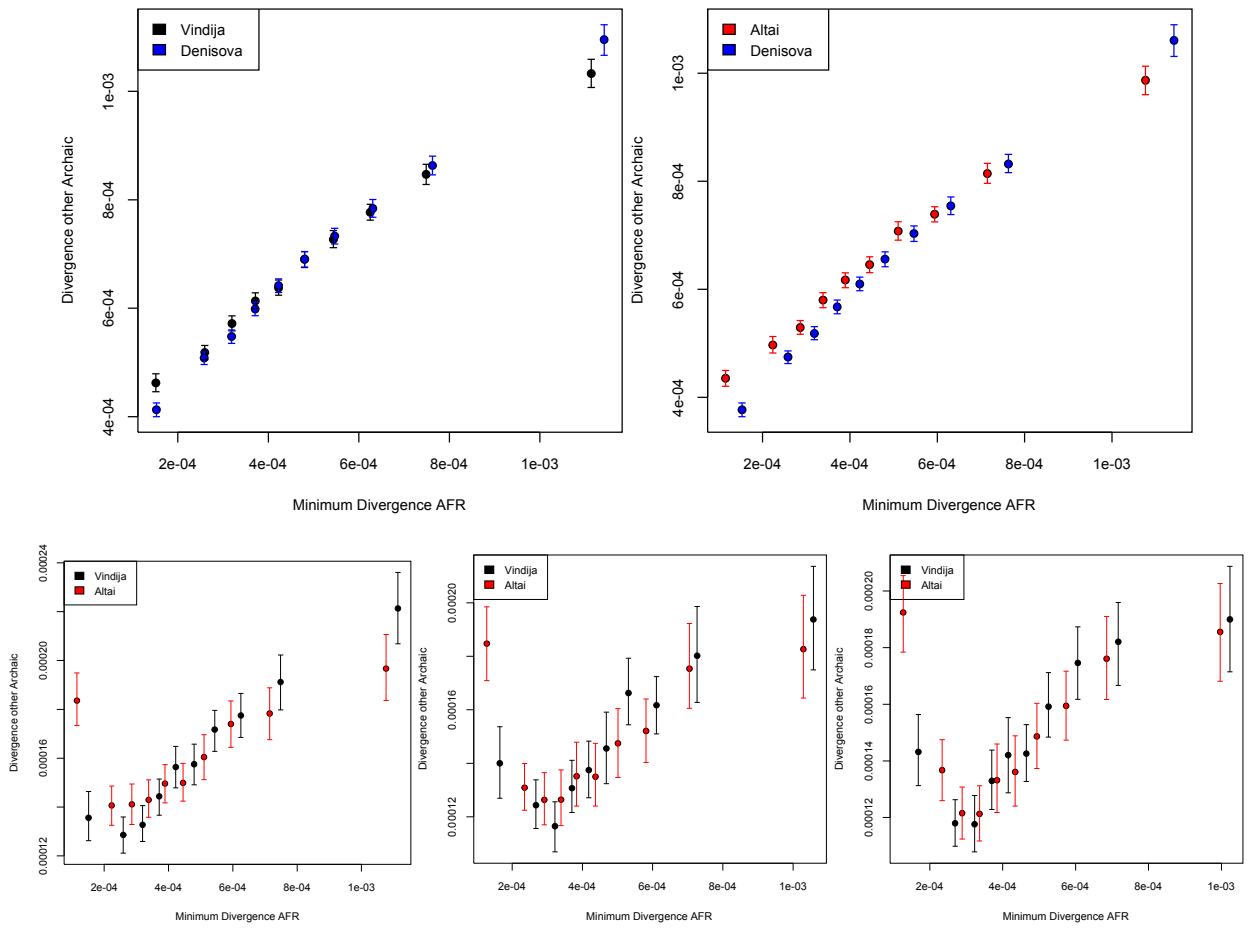 Vindija
Denisova
Divergence other Archaic
4e-04 6e-04 8e-04 1e-03
2e-04 4e-04 6e-04 8e-04 1e-03
Minimum Divergence AFR
Altai
Denisova
Divergence other Archaic
4e-04 6e-04 8e-04 1e-03
2e-04 4e-04 6e-04 8e-04 1e-03
Minimum Divergence AFR
Vindija
Altai
Divergence other Archaic
0.00012 0.00016 0.00020 0.00024
2e-04 4e-04 6e-04 8e-04 1e-03
Minimum Divergence AFR
Vindija
Altai
Divergence other Archaic
0.00012 0.00016 0.00020
2e-04 4e-04 6e-04 8e-04 1e-03
Minimum Divergence AFR
Vindija
Altai
Divergence other Archaic
0.00012 0.00014 0.00016 0.00018 0.00020
2e-04 4e-04 6e-04 8e-04 1e-03
Minimum Divergence AFR